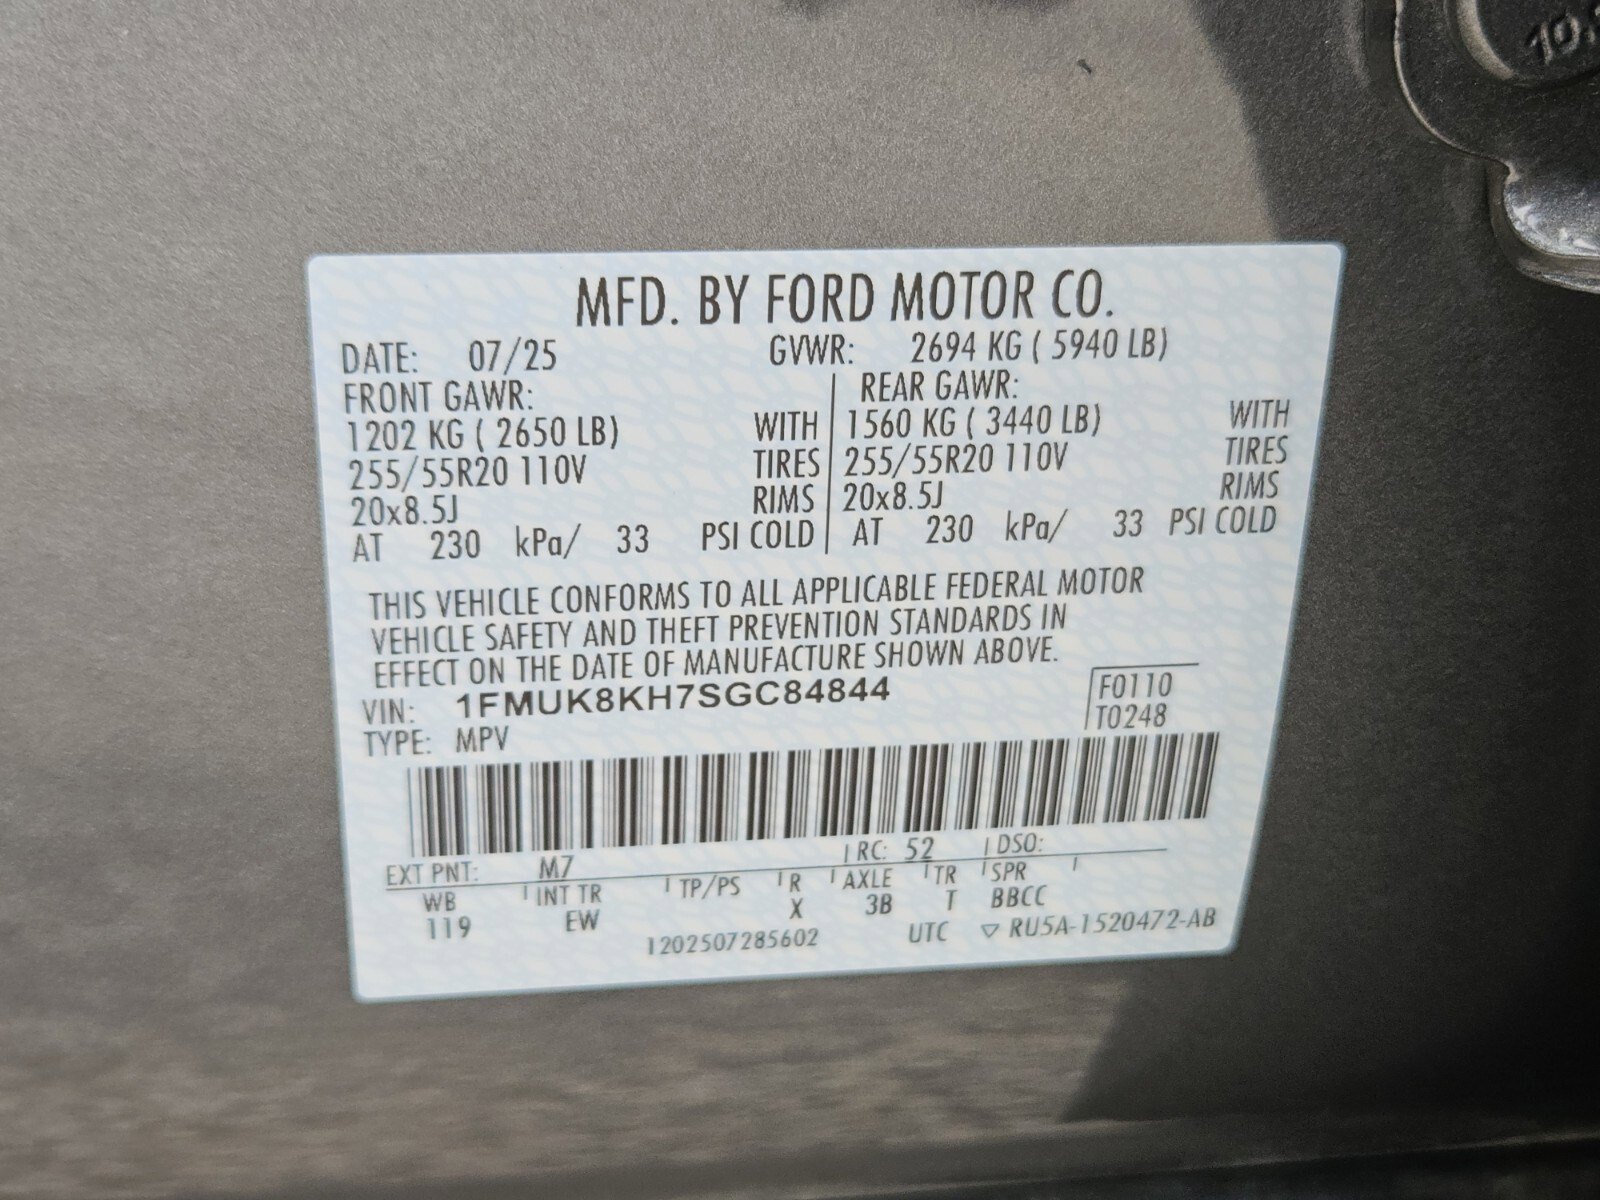 10.
MFD. BY FORD MOTOR CO.
DATE: 07/25 GVWR: 2694 KG ( 5940 LB)
FRONT GAWR: REAR GAWR:
1202 KG ( 2650 LB) WITH 1560 KG ( 3440 LB) WITH
255/55R20 110V TIRES 255/55R20 110V TIRES
20x8.5J RIMS 20x8.5J RIMS
AT 230 kPa/ 33 PSI COLD AT 230 kPa/ 33 PSI COLD
THIS VEHICLE CONFORMS TO ALL APPLICABLE FEDERAL MOTOR
VEHICLE SAFETY AND THEFT PREVENTION STANDARDS IN
EFFECT ON THE DATE OF MANUFACTURE SHOWN ABOVE.
VIN: 1FMUK8KH7SGC84844 F0110
TYPE: MPV T0248
EXT PNT: M7 RC: 52 DSO:
WB INT TR TP/PS R AXLE TR SPR
119 EW X 3B T BBCC
1202507285602 UTC ▽ RU5A-1520472-AB